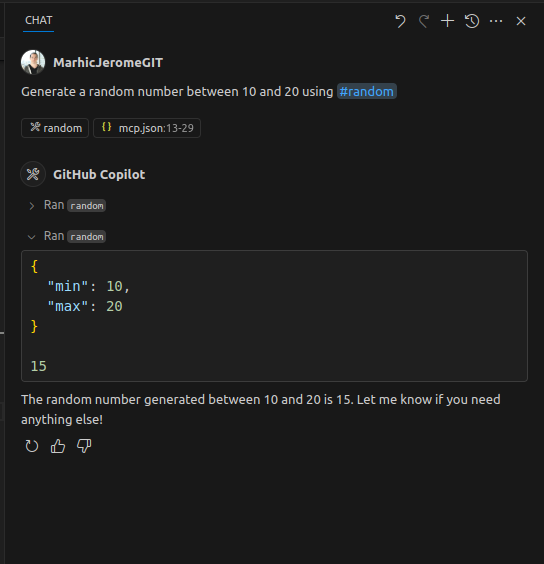 CHAT
MarhicJeromeGIT
Generate a random number between 10 and 20 using #random
random {} mcp.json:13-29
GitHub Copilot
Ran random
Ran random
{
"min": 10,
"max": 20
}
15
The random number generated between 10 and 20 is 15. Let me know if you need
anything else!